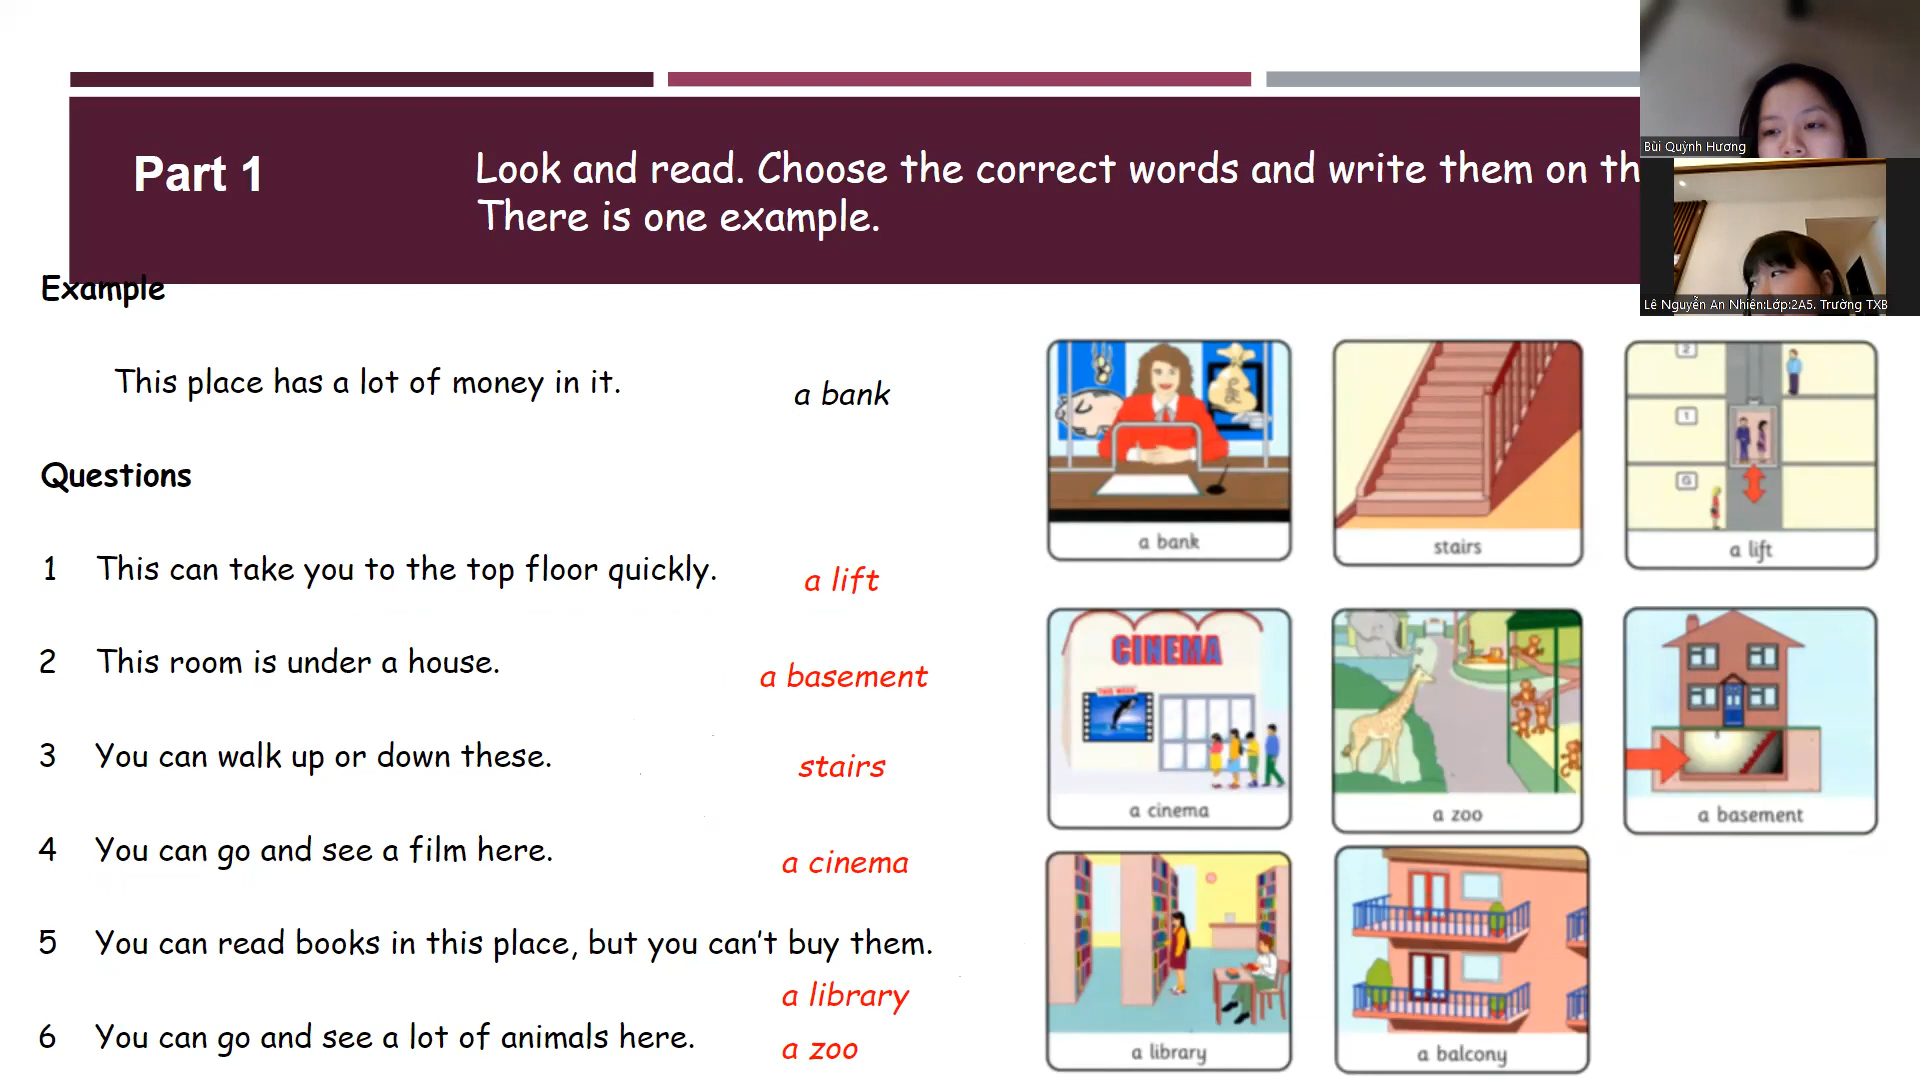 Part 1
Look and read. Choose the correct words and write them on th
There is one example.
Bùi Quỳnh Hương
Lê Nguyễn An Nhiên:Lớp:2A5. Trường TXB
Example
This place has a lot of money in it.
a bank
Questions
1 This can take you to the top floor quickly.
a lift
2 This room is under a house.
a basement
3 You can walk up or down these.
stairs
4 You can go and see a film here.
a cinema
5 You can read books in this place, but you can't buy them.
a library
6 You can go and see a lot of animals here.
a zoo
a bank
stairs
2
1
G
a lift
CINEMA
THIS WEEK
a cinema
a zoo
a basement
a library
a balcony